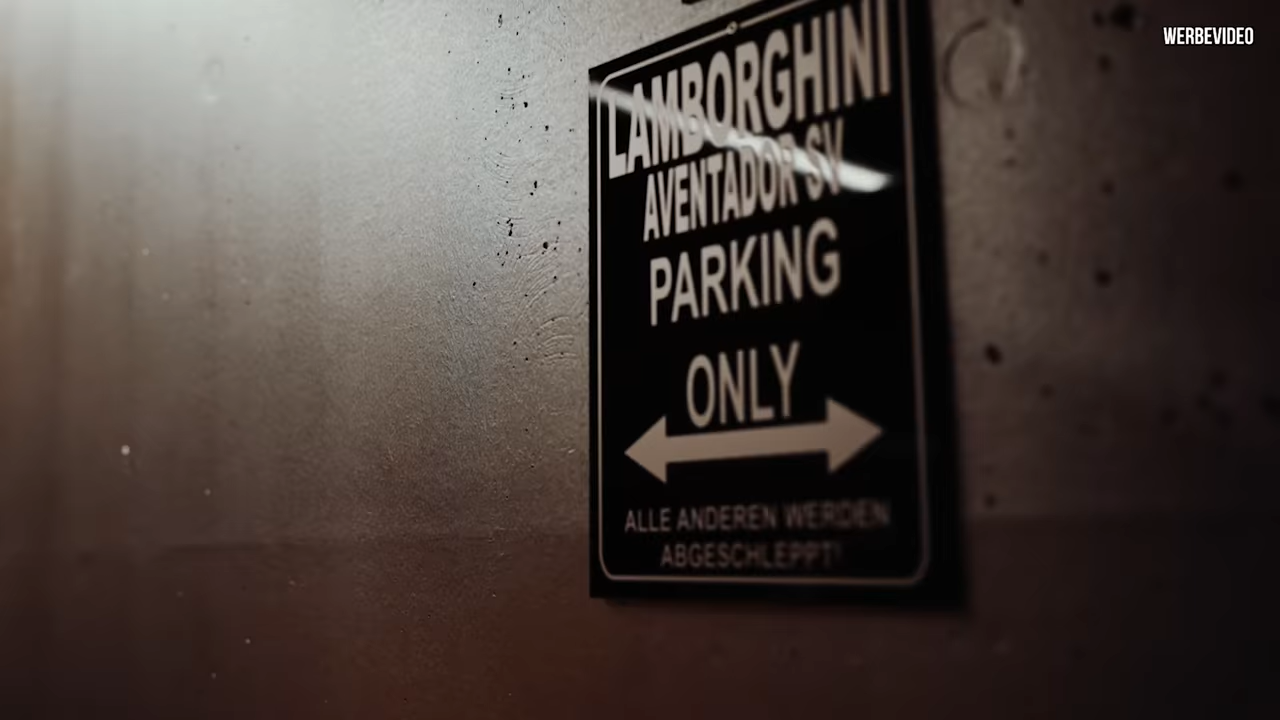 WERBEVIDEO
LAMBORGHINI
AVENTADOR SV
PARKING
ONLY
ALLE ANDEREN WERDEN
ABGESCHLEPPT!